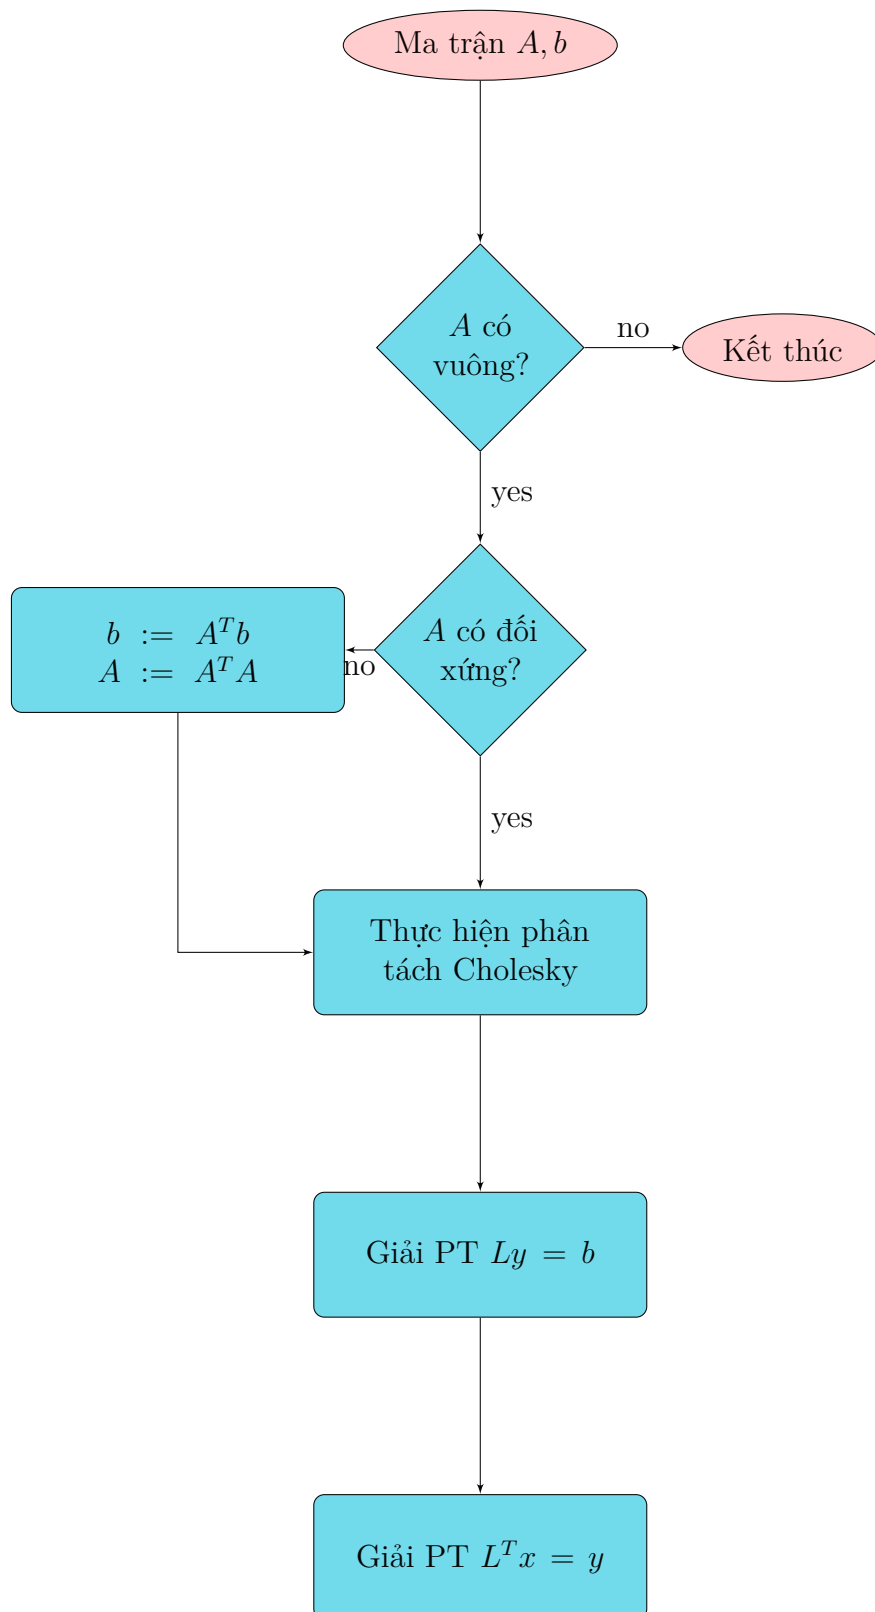 Ma trận A, b
A có
vuông?
no
Kết thúc
yes
b := A^T b
A := A^T A
no
A có đối
xứng?
yes
Thực hiện phân
tách Cholesky
Giải PT Ly = b
Giải PT L^T x = y